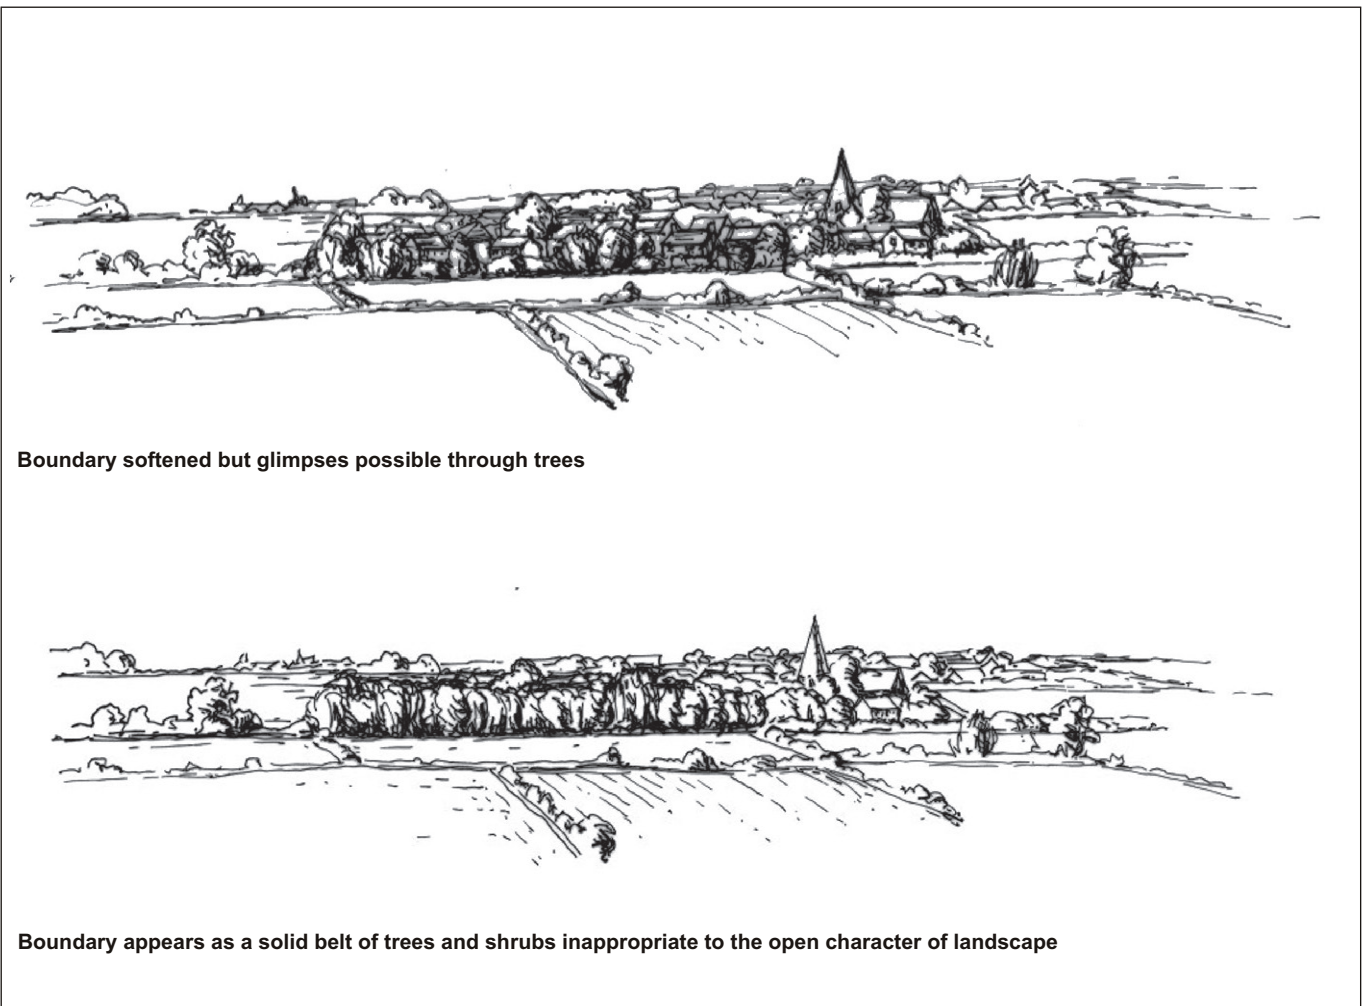 Boundary softened but glimpses possible through trees
Boundary appears as a solid belt of trees and shrubs inappropriate to the open character of landscape